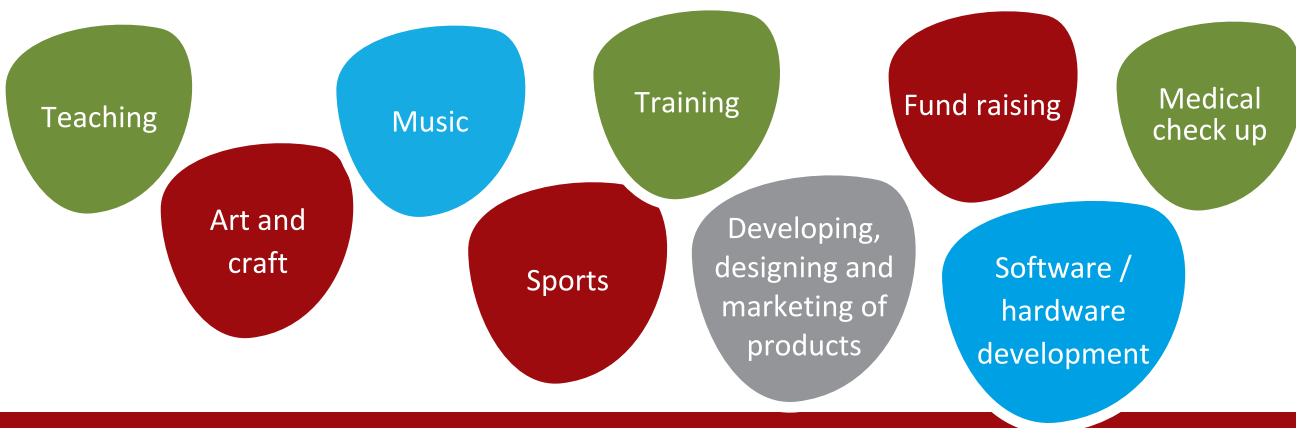 Teaching
Art and
craft
Music
Sports
Training
Developing,
designing and
marketing of
products
Fund raising
Software /
hardware
development
Medical
check up